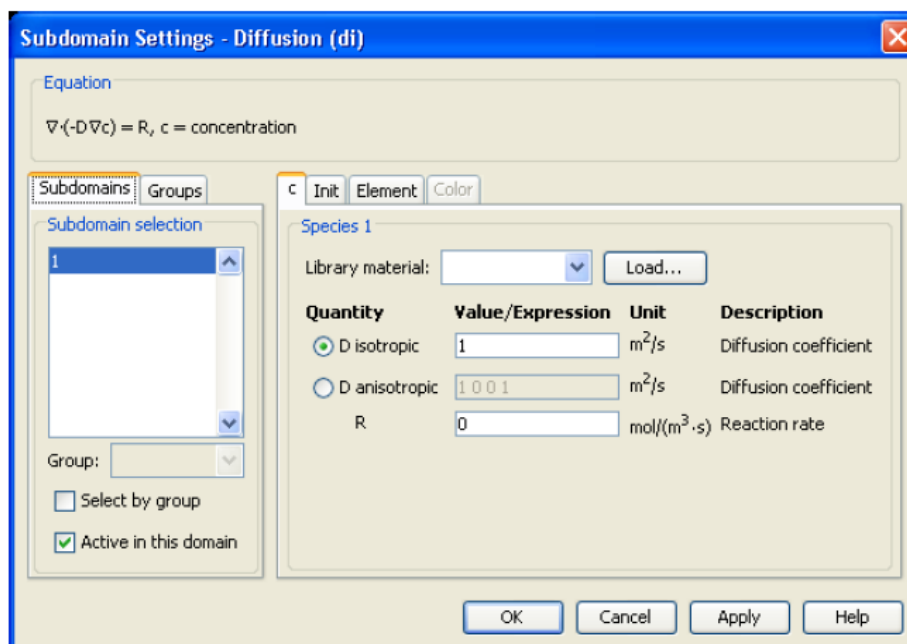 Subdomain Settings - Diffusion (di)
Equation
∇·(-D∇c) = R, c = concentration
Subdomains Groups
Subdomain selection
1
Group:
Select by group
Active in this domain
c Init Element Color
Species 1
Library material: Load...
Quantity Value/Expression Unit Description
D isotropic 1 m²/s Diffusion coefficient
D anisotropic 1 0 0 1 m²/s Diffusion coefficient
R 0 mol/(m³·s) Reaction rate
OK Cancel Apply Help